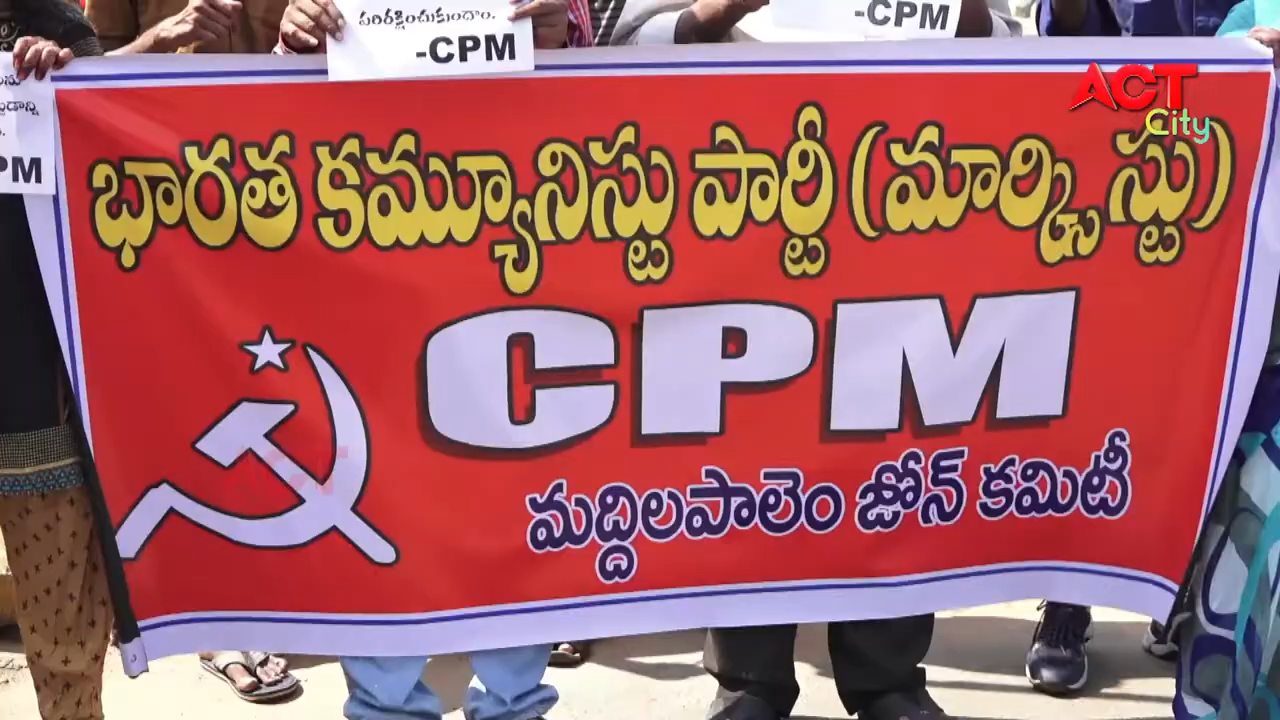 పరిరక్షించుకుందాం.
-CPM
-CPM
PM
ACT
City
భారత కమ్యూనిస్టు పార్టీ (మార్క్సిస్టు)
CPM
మద్దిలపాలెం జోన్ కమిటీ